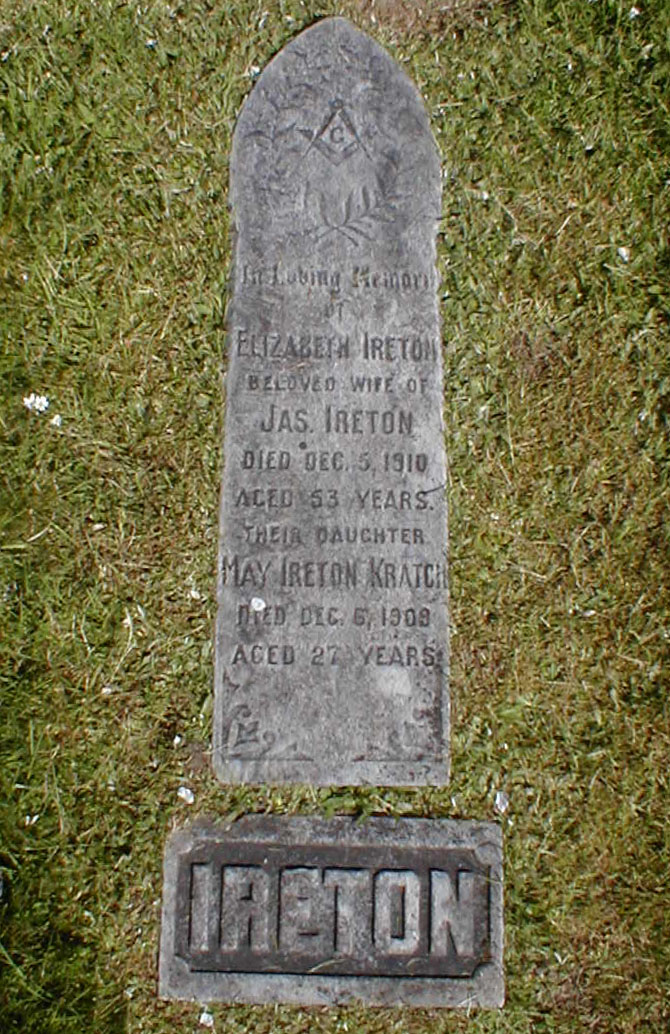 G
In Loving Memory
of
ELIZABETH IRETON
BELOVED WIFE OF
JAS. IRETON
DIED DEC. 5, 1910
AGED 53 YEARS.
THEIR DAUGHTER
MAY IRETON KRATCH
DIED DEC. 6, 1909
AGED 27 YEARS
IRETON